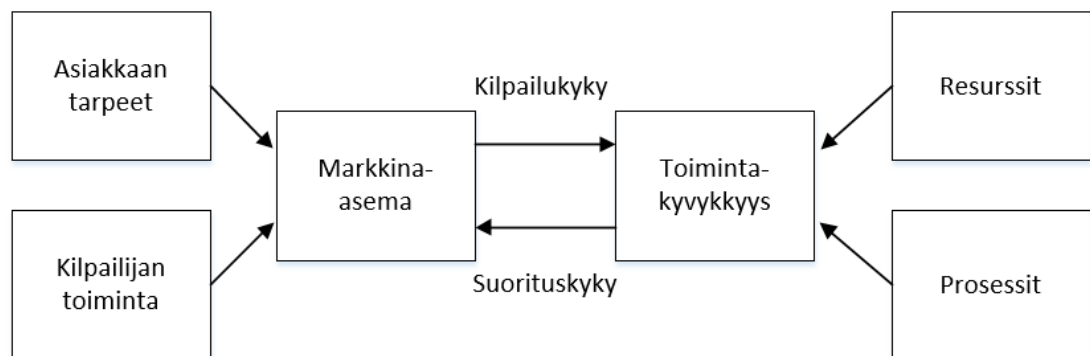 Asiakkaan
tarpeet
Kilpailijan
toiminta
Markkina-
asema
Kilpailukyky
Suorituskyky
Toiminta-
kyvykkyys
Resurssit
Prosessit